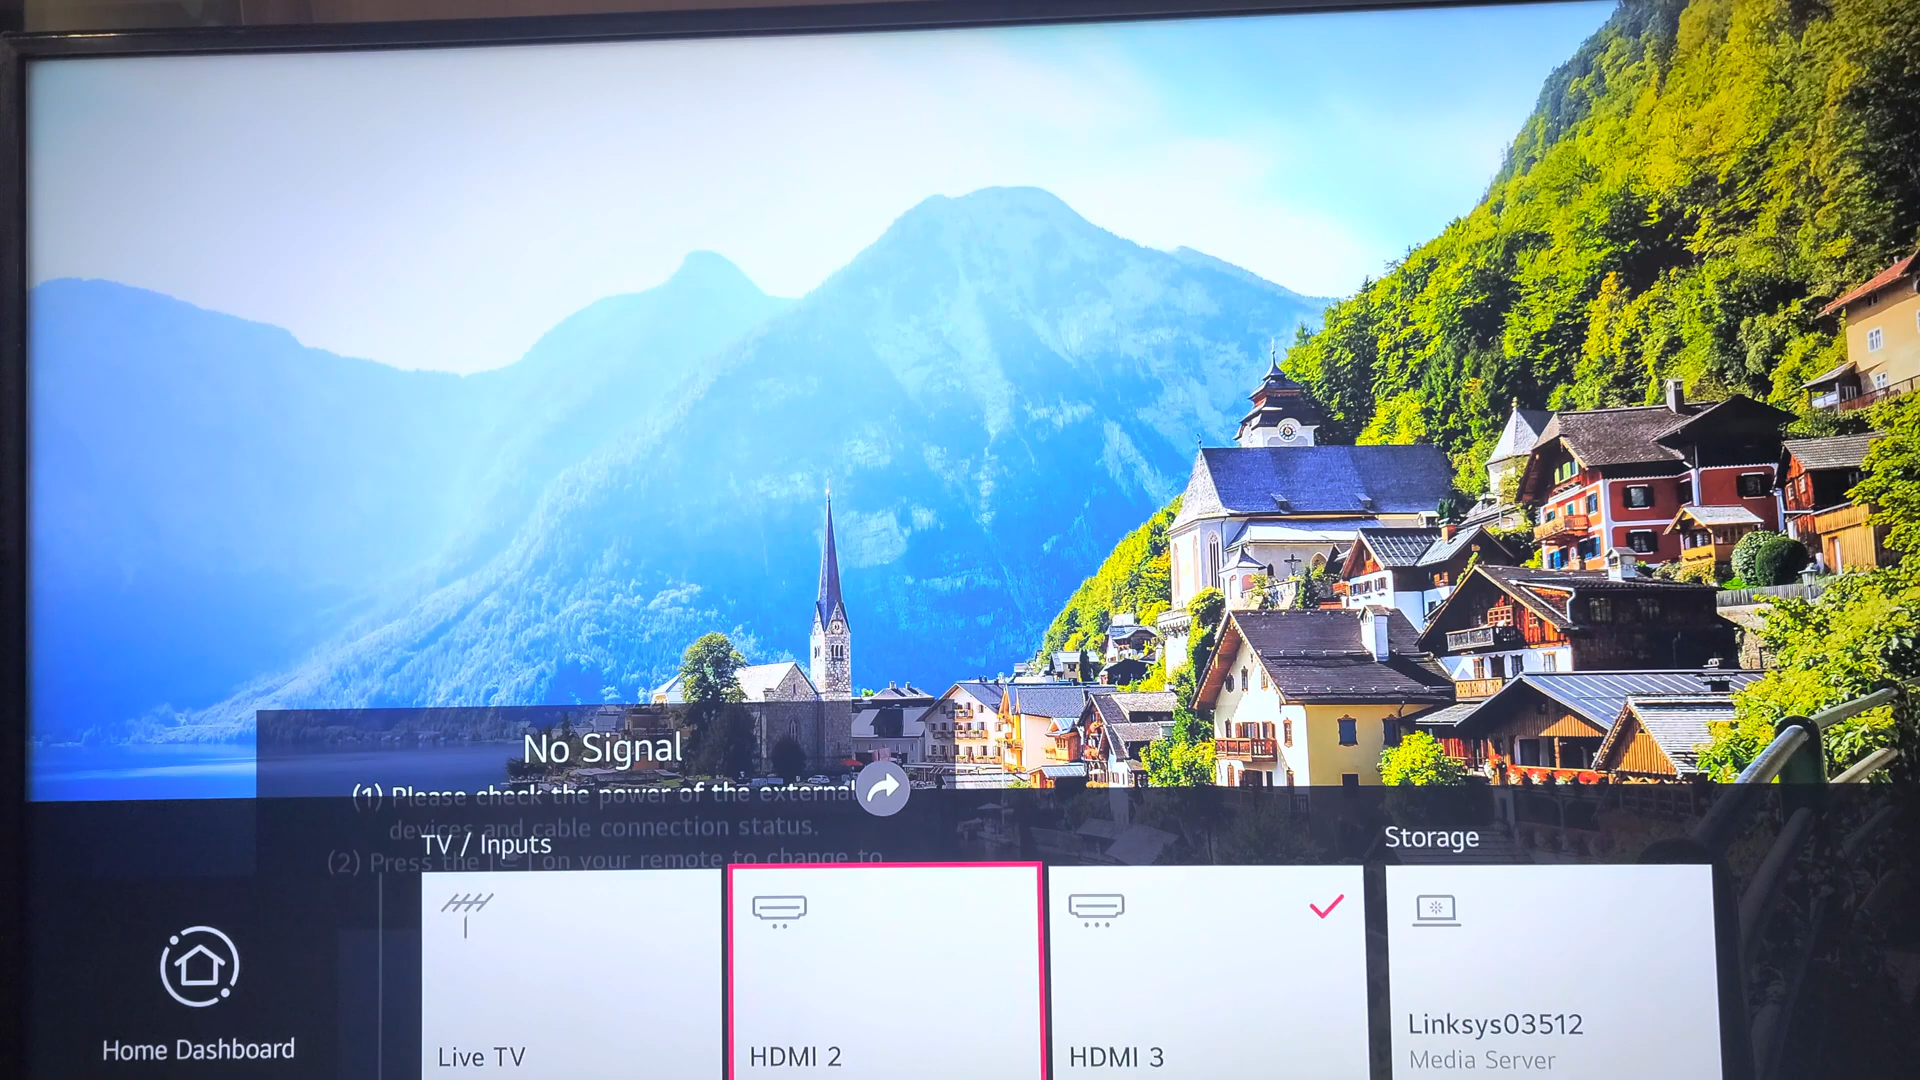 No Signal
(1) Please check the power of the external
devices and cable connection status.
(2) Press the on your remote to change to
TV / Inputs
Storage
Home Dashboard
Live TV
HDMI 2
HDMI 3
Linksys03512
Media Server